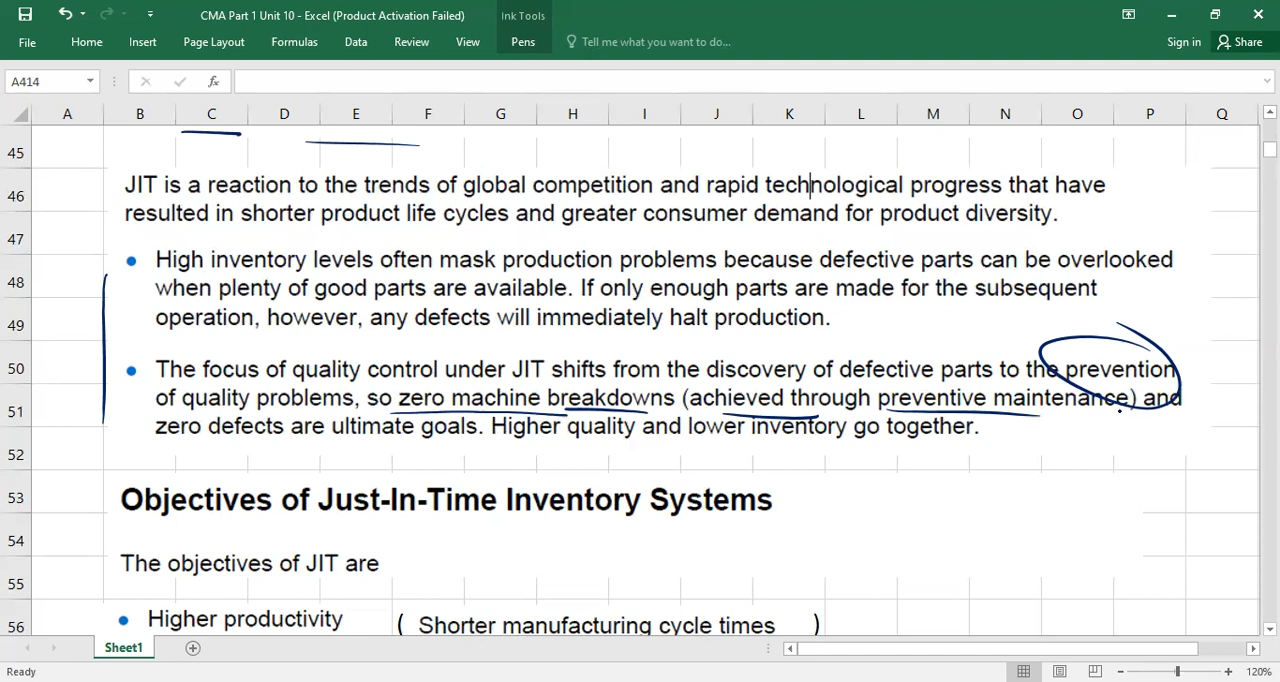 CMA Part 1 Unit 10 - Excel (Product Activation Failed)
Ink Tools
File Home Insert Page Layout Formulas Data Review View Pens Tell me what you want to do... Sign in Share
A414 fx
A B C D E F G H I J K L M N O P Q
45
46
47
48
49
50
51
52
53
54
55
56
JIT is a reaction to the trends of global competition and rapid technological progress that have
resulted in shorter product life cycles and greater consumer demand for product diversity.
High inventory levels often mask production problems because defective parts can be overlooked
when plenty of good parts are available. If only enough parts are made for the subsequent
operation, however, any defects will immediately halt production.
The focus of quality control under JIT shifts from the discovery of defective parts to the prevention
of quality problems, so zero machine breakdowns (achieved through preventive maintenance) and
zero defects are ultimate goals. Higher quality and lower inventory go together.
Objectives of Just-In-Time Inventory Systems
The objectives of JIT are
Higher productivity ( Shorter manufacturing cycle times )
Sheet1
Ready 120%